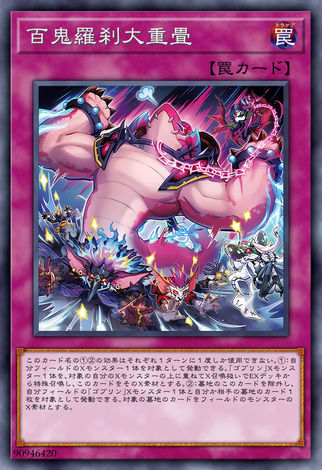 百鬼羅刹大重畳
トラップ
罠
【罠カード】
このカード名の①②の効果はそれぞれ1ターンに1度しか使用できない。①:自
分フィールドのXモンスター1体を対象として発動できる。「ゴブリン」Xモンス
ター1体を、対象の自分のXモンスターの上に重ねてX召喚扱いでEXデッキか
ら特殊召喚し、このカードをそのX素材とする。②:墓地のこのカードを除外し、
自分フィールドの「ゴブリン」Xモンスター1体と自分か相手の墓地のカード1
枚を対象として発動できる。対象の墓地のカードを対象のフィールドのモンスター
のX素材とする。
90946420